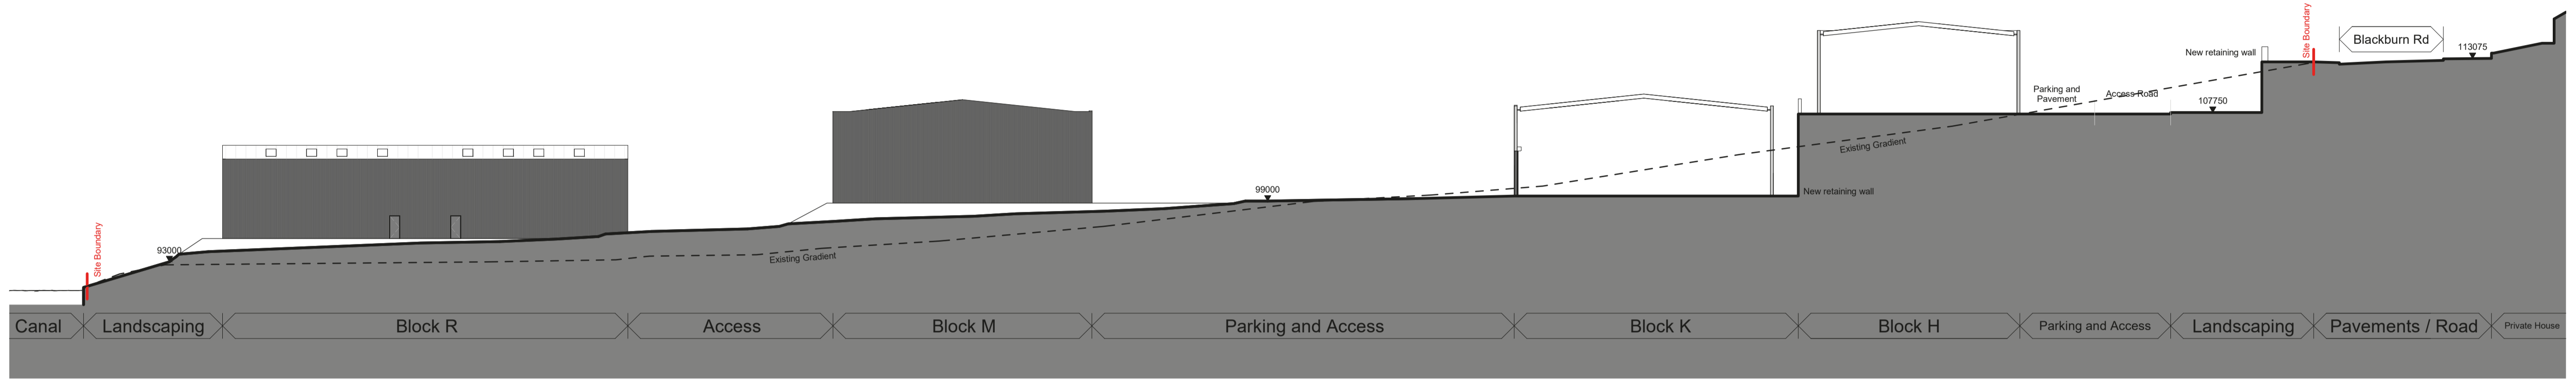 Site Boundary
Blackburn Rd
113075
New retaining wall
Parking and
Pavement
Access Road
107750
Existing Gradient
New retaining wall
99000
Site Boundary
93000
Existing Gradient
Canal
Landscaping
Block R
Access
Block M
Parking and Access
Block K
Block H
Parking and Access
Landscaping
Pavements / Road
Private House